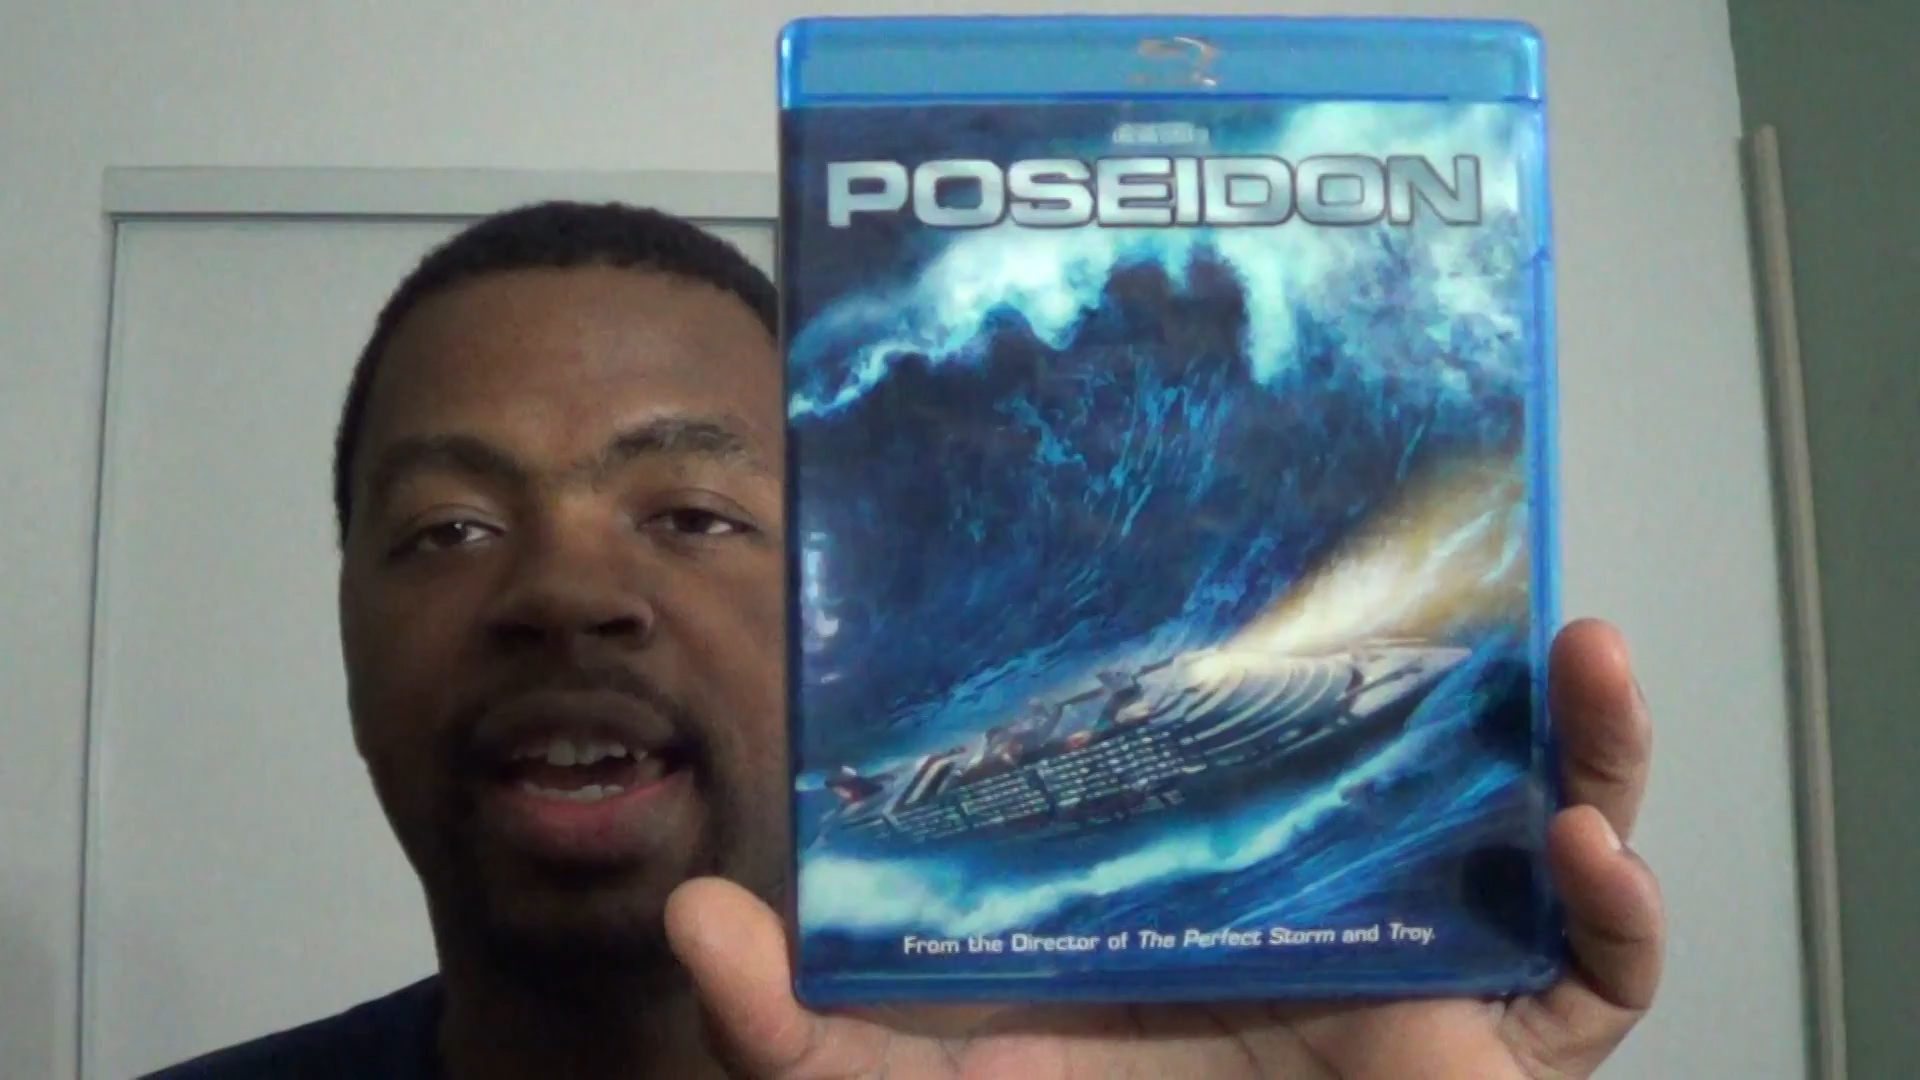 POSEIDON
From the Director of The Perfect Storm and Troy.